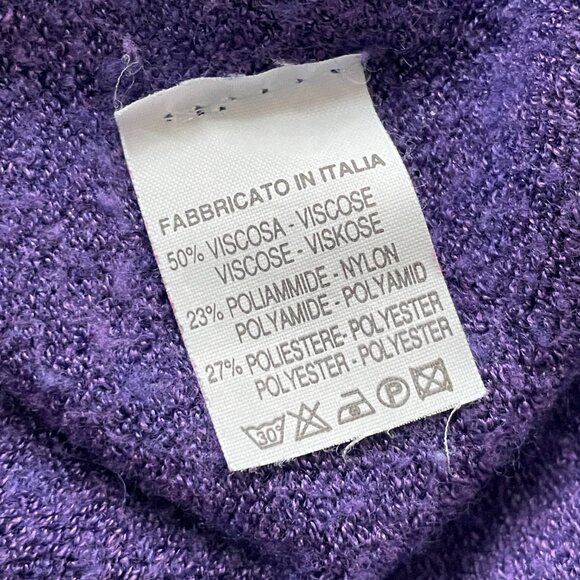 FABBRICATO IN ITALIA
50% VISCOSA - VISCOSE
VISCOSE - VISKOSE
23% POLIAMMIDE - NYLON
POLYAMIDE - POLYAMID
27% POLIESTERE - POLYESTER
POLYESTER - POLYESTER
30° P